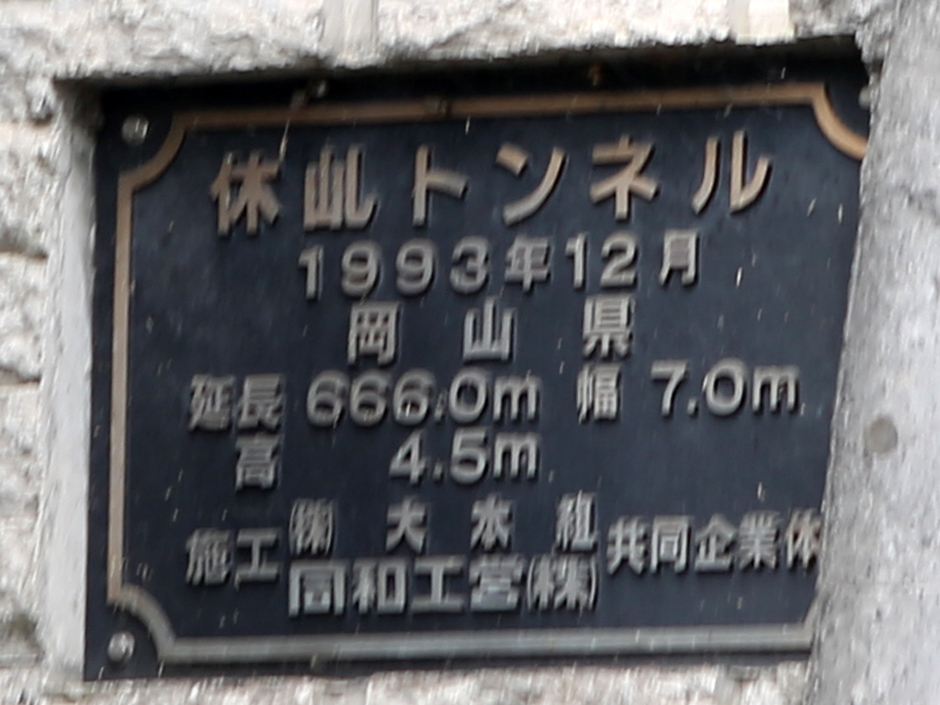 休乢トンネル
1993年12月
岡山県
延長 666.0m 幅 7.0m
高 4.5m
施工 ㈱大本組 共同企業体
同和工営㈱